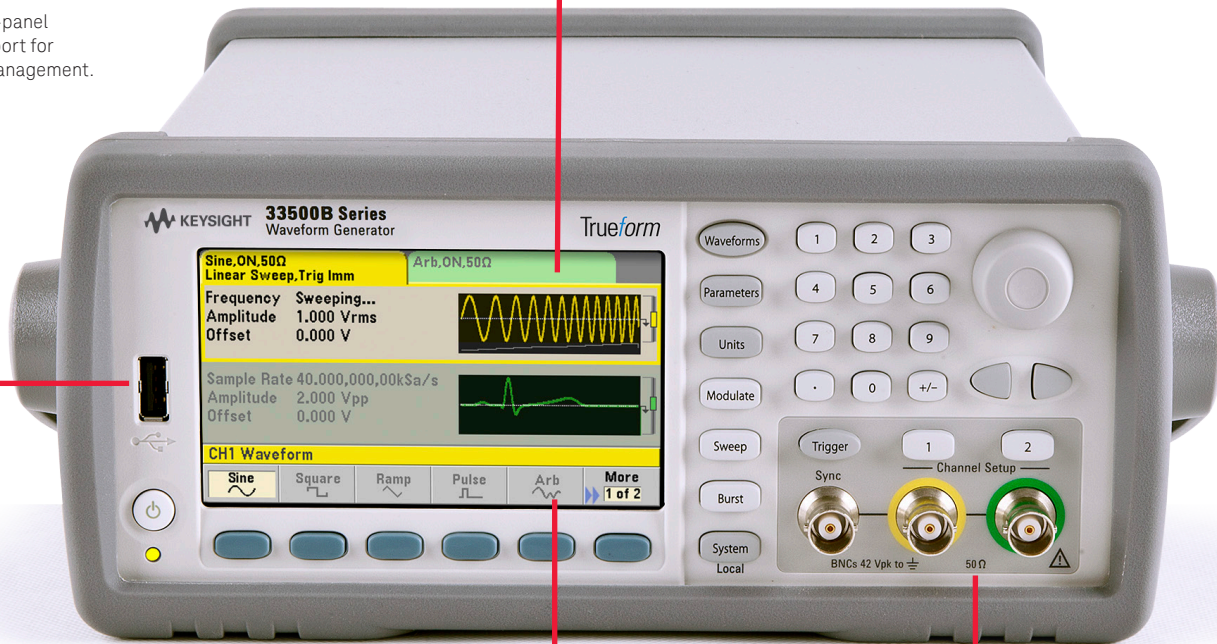 -panel
ort for
anagement.
KEYSIGHT 33500B Series
Waveform Generator
Trueform
Sine,ON,50Ω
Linear Sweep,Trig Imm
Arb,ON,50Ω
Frequency Sweeping...
Amplitude 1.000 Vrms
Offset 0.000 V
Sample Rate 40.000,000,00kSa/s
Amplitude 2.000 Vpp
Offset 0.000 V
CH1 Waveform
Sine Square Ramp Pulse Arb More
1 of 2
Waveforms 1 2 3
Parameters 4 5 6
Units 7 8 9
Modulate . 0 +/-
Sweep Trigger 1 2
Sync Channel Setup
Burst
System
Local
BNCs 42 Vpk to 50 Ω